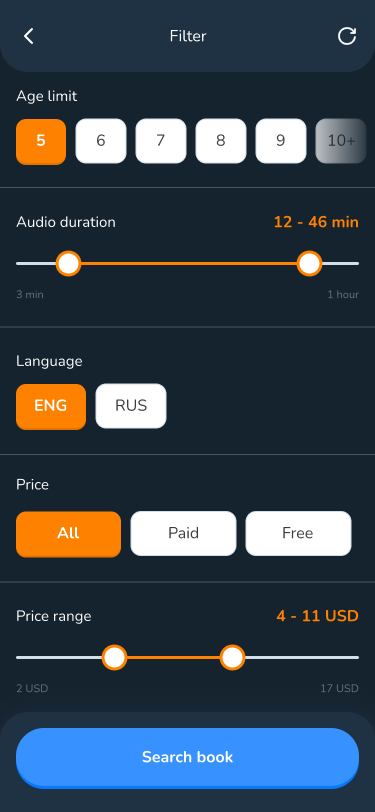 Filter
Age limit
5 6 7 8 9 10+
Audio duration 12 - 46 min
3 min 1 hour
Language
ENG RUS
Price
All Paid Free
Price range 4 - 11 USD
2 USD 17 USD
Search book